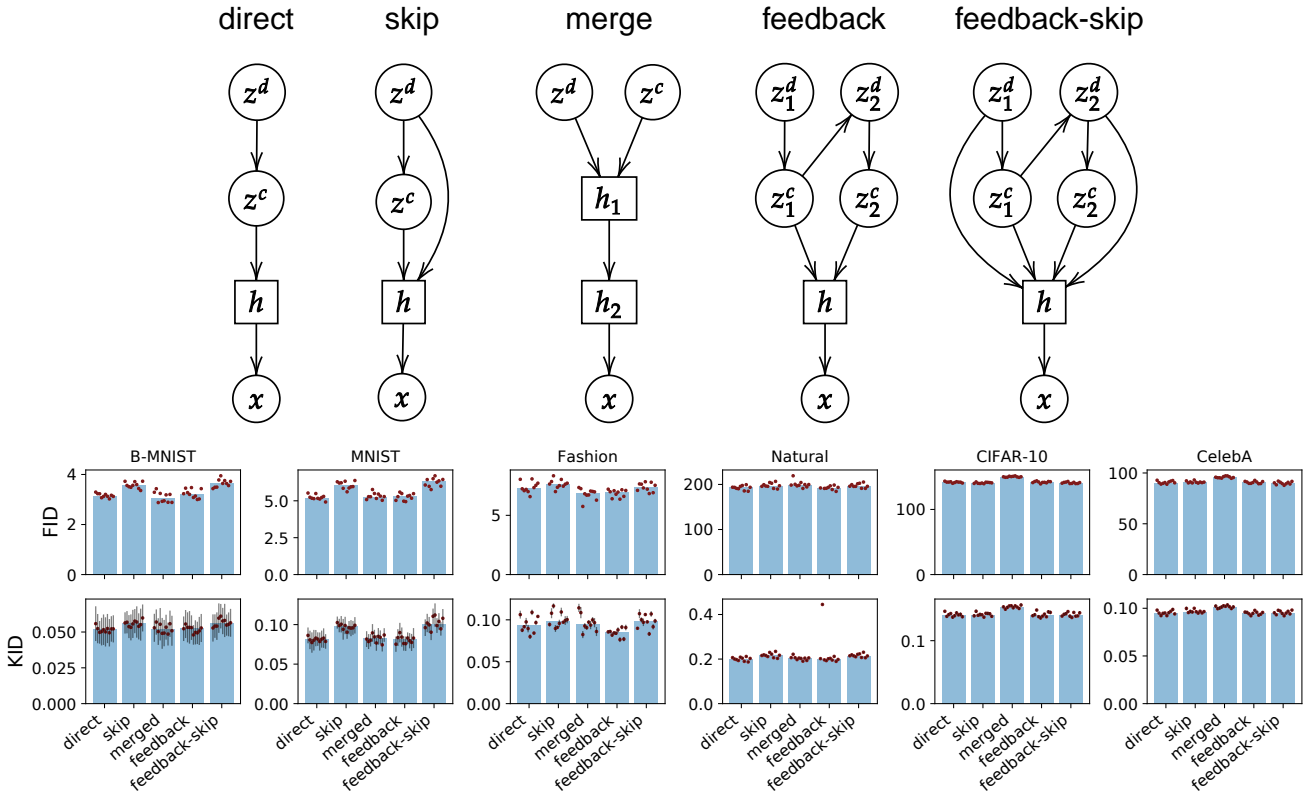 direct skip merge feedback feedback-skip
z^d z^d z^d z^c z_1^d z_2^d z_1^d z_2^d
z^c z^c h_1 z_1^c z_2^c z_1^c z_2^c
h h h_2 h h
x x x x x
B-MNIST MNIST Fashion Natural CIFAR-10 CelebA
FID
4
2
0
5.0
2.5
0.0
5
0
200
100
0
100
0
100
50
0
KID
0.050
0.025
0.000
0.10
0.05
0.00
0.10
0.05
0.00
0.4
0.2
0.0
0.1
0.0
0.10
0.05
0.00
direct skip merged feedback feedback-skip
direct skip merged feedback feedback-skip
direct skip merged feedback feedback-skip
direct skip merged feedback feedback-skip
direct skip merged feedback feedback-skip
direct skip merged feedback feedback-skip